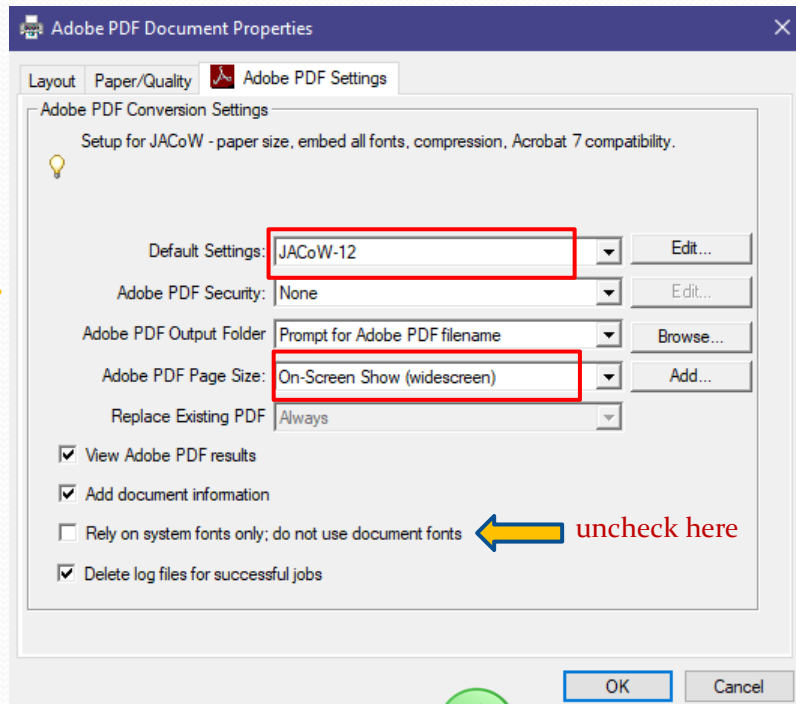 Adobe PDF Document Properties
Layout Paper/Quality Adobe PDF Settings
Adobe PDF Conversion Settings
Setup for JACoW - paper size, embed all fonts, compression, Acrobat 7 compatibility.
Default Settings: JACoW-12 Edit...
Adobe PDF Security: None Edit...
Adobe PDF Output Folder Prompt for Adobe PDF filename Browse...
Adobe PDF Page Size: On-Screen Show (widescreen) Add...
Replace Existing PDF Always
View Adobe PDF results
Add document information
Rely on system fonts only; do not use document fonts uncheck here
Delete log files for successful jobs
OK Cancel